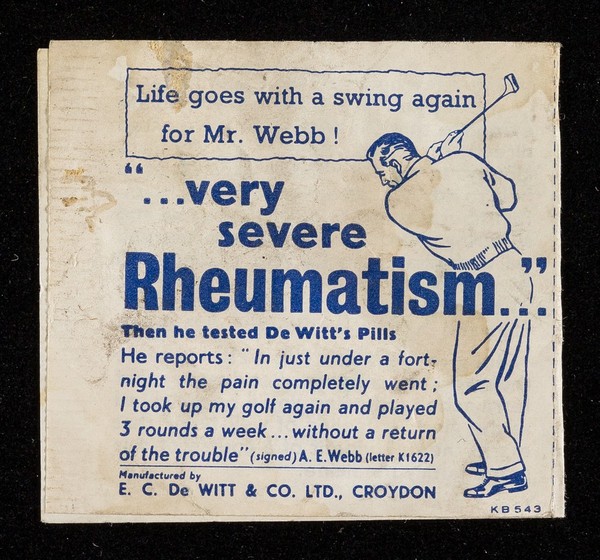 Life goes with a swing again
for Mr. Webb!
"...very
severe
Rheumatism..."
Then he tested De Witt's Pills
He reports: "In just under a fort-
night the pain completely went;
I took up my golf again and played
3 rounds a week...without a return
of the trouble" (signed) A. E. Webb (letter K1622)
Manufactured by
E. C. De WITT & CO. LTD., CROYDON
KB543